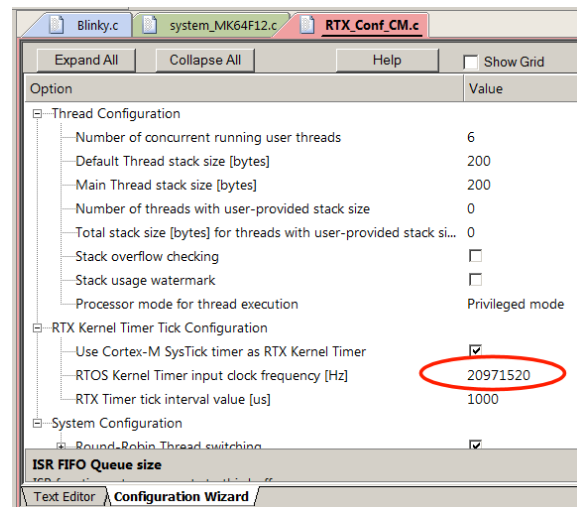 Blinky.c system_MK64F12.c RTX_Conf_CM.c
Expand All Collapse All Help Show Grid
Option Value
Thread Configuration
Number of concurrent running user threads 6
Default Thread stack size [bytes] 200
Main Thread stack size [bytes] 200
Number of threads with user-provided stack size 0
Total stack size [bytes] for threads with user-provided stack si... 0
Stack overflow checking
Stack usage watermark
Processor mode for thread execution Privileged mode
RTX Kernel Timer Tick Configuration
Use Cortex-M SysTick timer as RTX Kernel Timer
RTOS Kernel Timer input clock frequency [Hz] 20971520
RTX Timer tick interval value [us] 1000
System Configuration
Round-Robin Thread switching
ISR FIFO Queue size
Text Editor Configuration Wizard